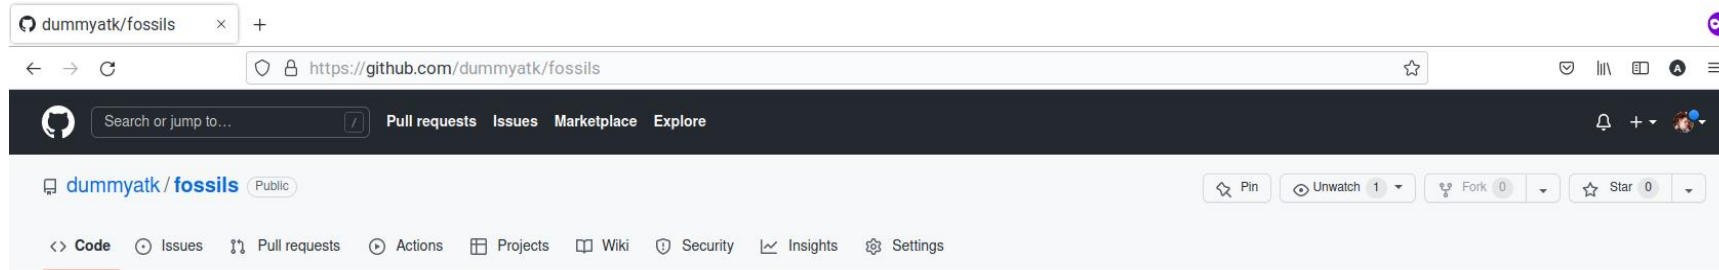 dummyatk/fossils × +
https://github.com/dummyatk/fossils A
Search or jump to... / Pull requests Issues Marketplace Explore
dummyatk / fossils Public Pin Unwatch 1 Fork 0 Star 0
Code Issues Pull requests Actions Projects Wiki Security Insights Settings